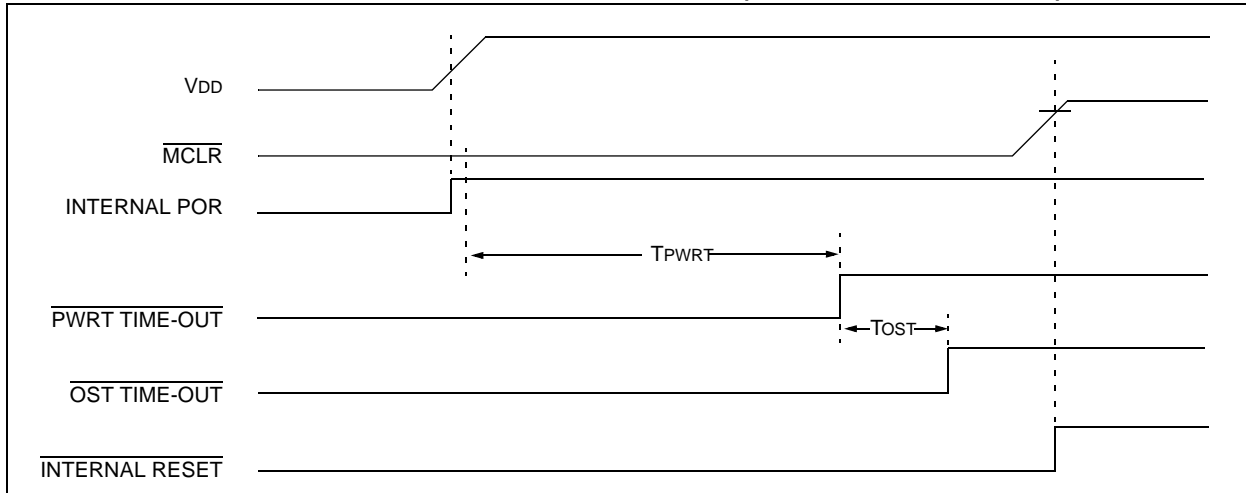 VDD
MCLR
INTERNAL POR
TPWRT
PWRT TIME-OUT
TOST
OST TIME-OUT
INTERNAL RESET